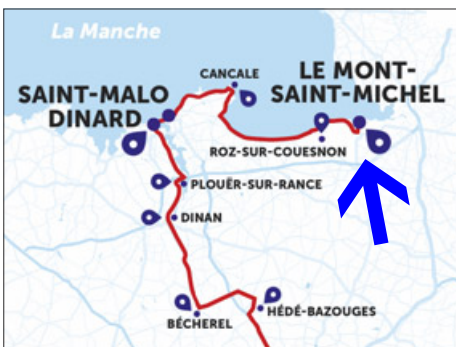 La Manche
CANCALE
LE MONT-
SAINT-MICHEL
SAINT-MALO
DINARD
ROZ-SUR-COUESNON
PLOUËR-SUR-RANCE
DINAN
HÉDÉ-BAZOUGES
BÉCHEREL